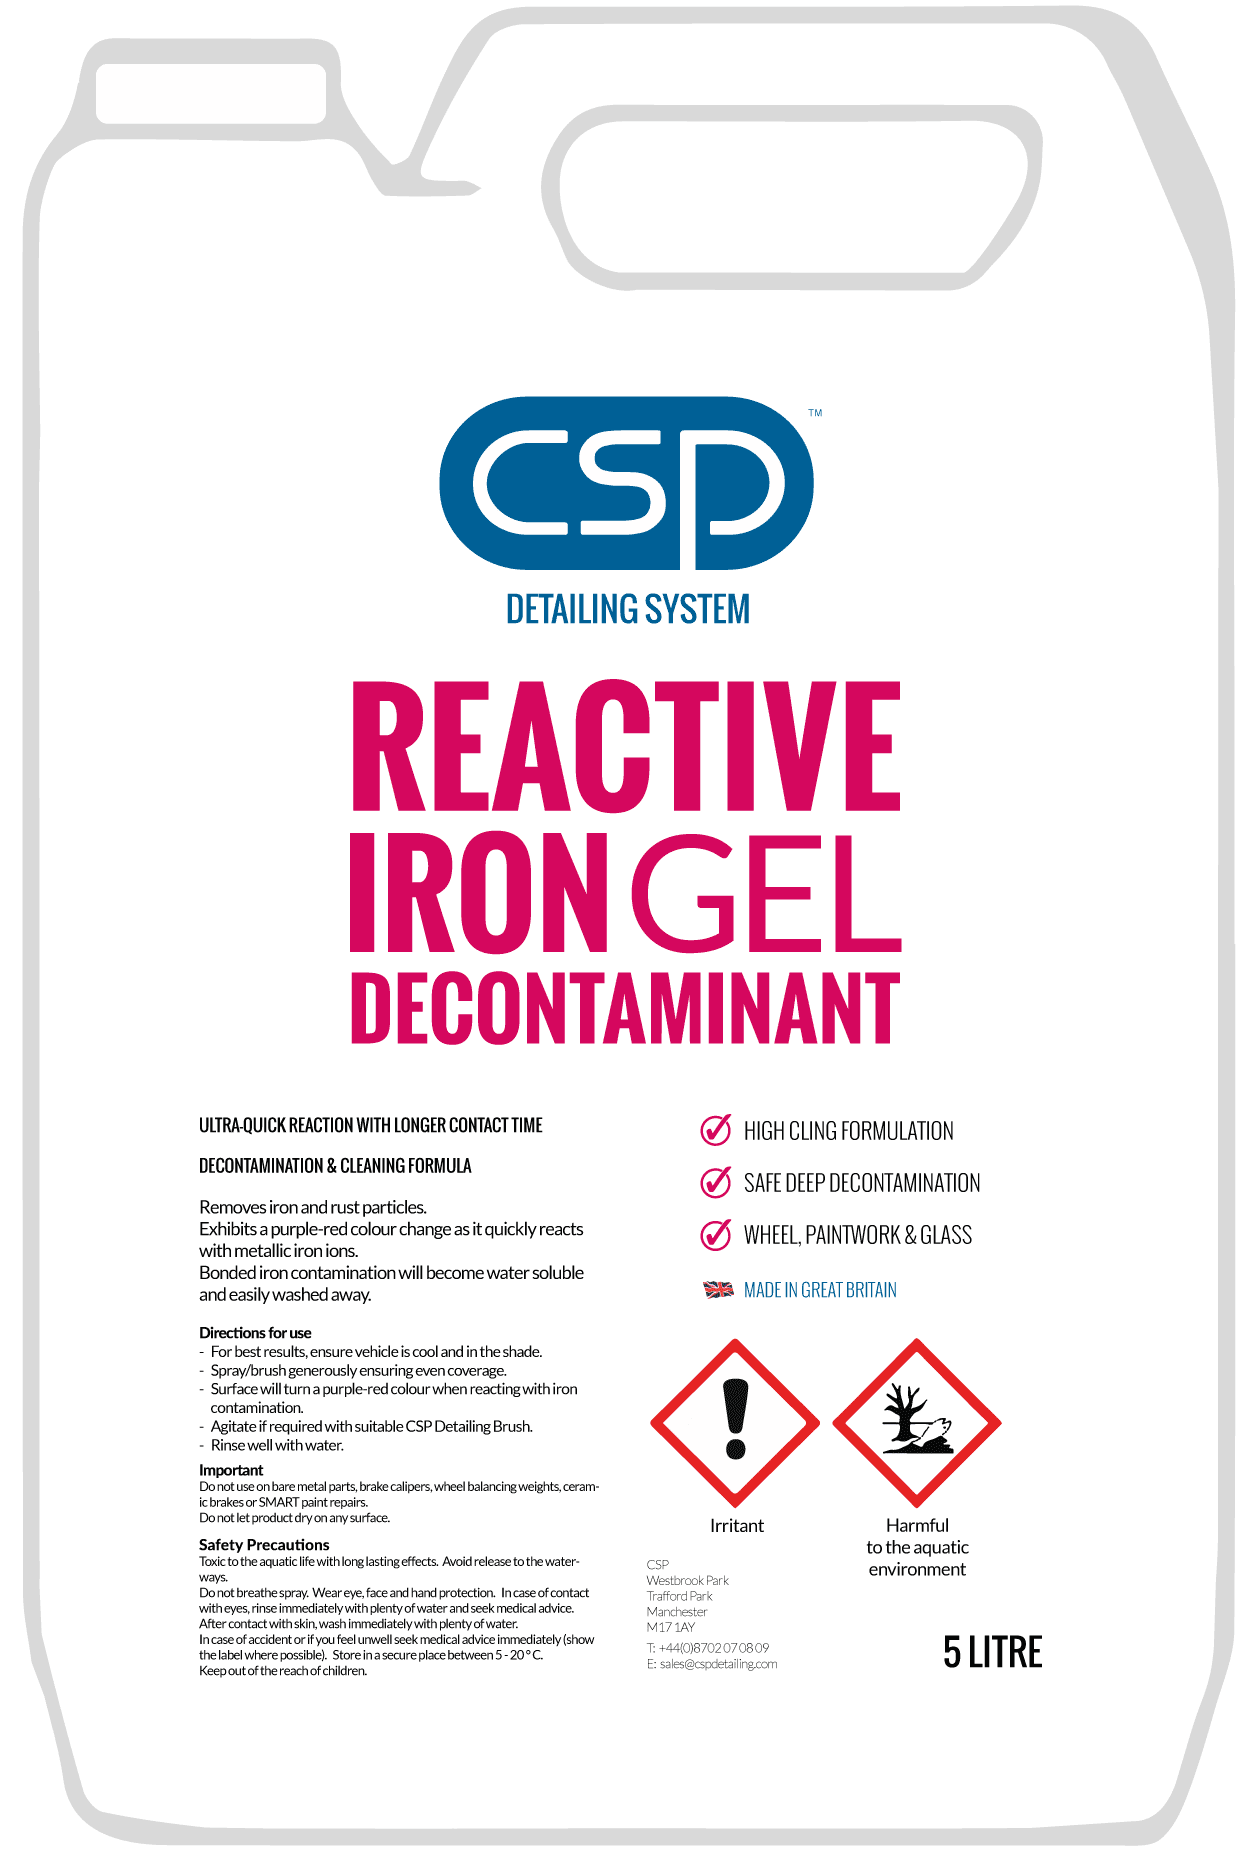 CSP
TM
DETAILING SYSTEM
REACTIVE
IRON GEL
DECONTAMINANT
ULTRA-QUICK REACTION WITH LONGER CONTACT TIME
DECONTAMINATION & CLEANING FORMULA
Removes iron and rust particles.
Exhibits a purple-red colour change as it quickly reacts
with metallic iron ions.
Bonded iron contamination will become water soluble
and easily washed away.
Directions for use
- For best results, ensure vehicle is cool and in the shade.
- Spray/brush generously ensuring even coverage.
- Surface will turn a purple-red colour when reacting with iron
contamination.
- Agitate if required with suitable CSP Detailing Brush.
- Rinse well with water.
Important
Do not use on bare metal parts, brake calipers, wheel balancing weights, ceram-
ic brakes or SMART paint repairs.
Do not let product dry on any surface.
Safety Precautions
Toxic to the aquatic life with long lasting effects. Avoid release to the water-
ways.
Do not breathe spray. Wear eye, face and hand protection. In case of contact
with eyes, rinse immediately with plenty of water and seek medical advice.
After contact with skin, wash immediately with plenty of water.
In case of accident or if you feel unwell seek medical advice immediately (show
the label where possible). Store in a secure place between 5 - 20 º C.
Keep out of the reach of children.
HIGH CLING FORMULATION
SAFE DEEP DECONTAMINATION
WHEEL, PAINTWORK & GLASS
MADE IN GREAT BRITAIN
Irritant
Harmful
to the aquatic
environment
CSP
Westbrook Park
Trafford Park
Manchester
M17 1AY
T: +44(0)8702 07 08 09
E: sales@cspdetailing.com
5 LITRE